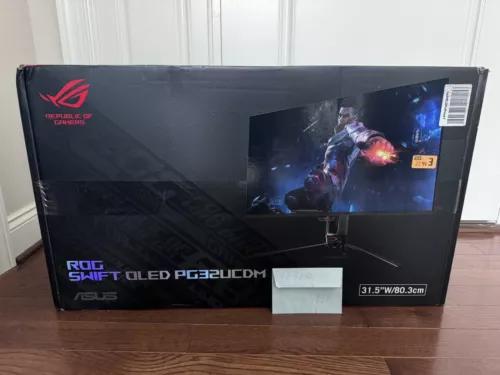 REPUBLIC OF
GAMERS
ROG
SWIFT OLED PG32UCDM
ASUS
31.5"W/80.3cm